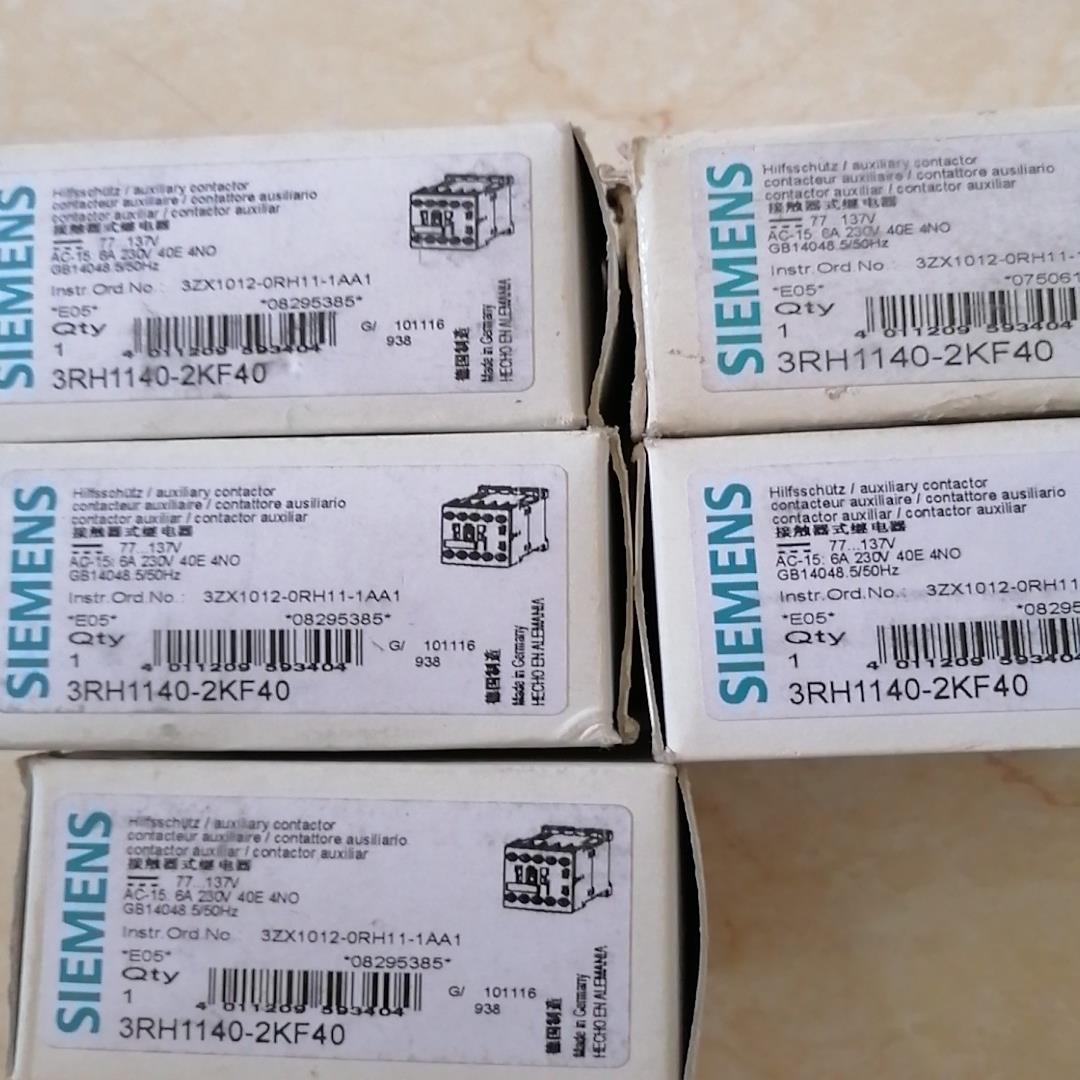 SIEMENS
Hilfsschütz / auxiliary contactor
contacteur auxiliaire / contattore ausiliario
contactor auxiliar / contactor auxiliar
接触器式继电器
77 137V
AC-15: 6A 230V 40E 4NO
GB14048.5/50Hz
Instr.Ord.No.: 3ZX1012-0RH11-1AA1
*E05* *08295385*
Qty
1
4 011209 593404
G/ 101116
938
3RH1140-2KF40
德国制造
Made in Germany
HECHO EN ALEMANIA
SIEMENS
Hilfsschütz / auxiliary contactor
contacteur auxiliaire / contattore ausiliario
contactor auxiliar / contactor auxiliar
接触器式继电器
77 137V
AC-15: 6A 230V 40E 4NO
GB14048.5/50Hz
Instr.Ord.No. 3ZX1012-0RH11-1
*E05* *075061
Qty
1
4 011209 593404
3RH1140-2KF40
SIEMENS
Hilfsschütz / auxiliary contactor
contacteur auxiliaire / contattore ausiliario
contactor auxiliar / contactor auxiliar
接触器式继电器
77...137V
AC-15: 6A 230V 40E 4NO
GB14048.5/50Hz
Instr.Ord.No.: 3ZX1012-0RH11-1AA1
*E05* *08295385*
Qty
1
4 011209 593404
G/ 101116
938
3RH1140-2KF40
德国制造
Made in Germany
HECHO EN ALEMANIA
SIEMENS
Hilfsschütz / auxiliary contactor
contacteur auxiliaire / contattore ausiliario
contactor auxiliar / contactor auxiliar
接触器式继电器
77...137V
AC-15: 6A 230V 40E 4NO
GB14048.5/50Hz
Instr.Ord.No.: 3ZX1012-0RH11
*E05* *08295
Qty
1
4 011209 593404
3RH1140-2KF40
SIEMENS
Hilfsschütz / auxiliary contactor
contacteur auxiliaire / contattore ausiliario
contactor auxiliar / contactor auxiliar
接触器式继电器
77...137V
AC-15: 6A 230V 40E 4NO
GB14048.5/50Hz
Instr.Ord.No 3ZX1012-0RH11-1AA1
*E05* *08295385*
Qty
1
4 011209 593404
G/ 101116
938
3RH1140-2KF40
德国制造
Made in Germany
HECHO EN ALEMANIA